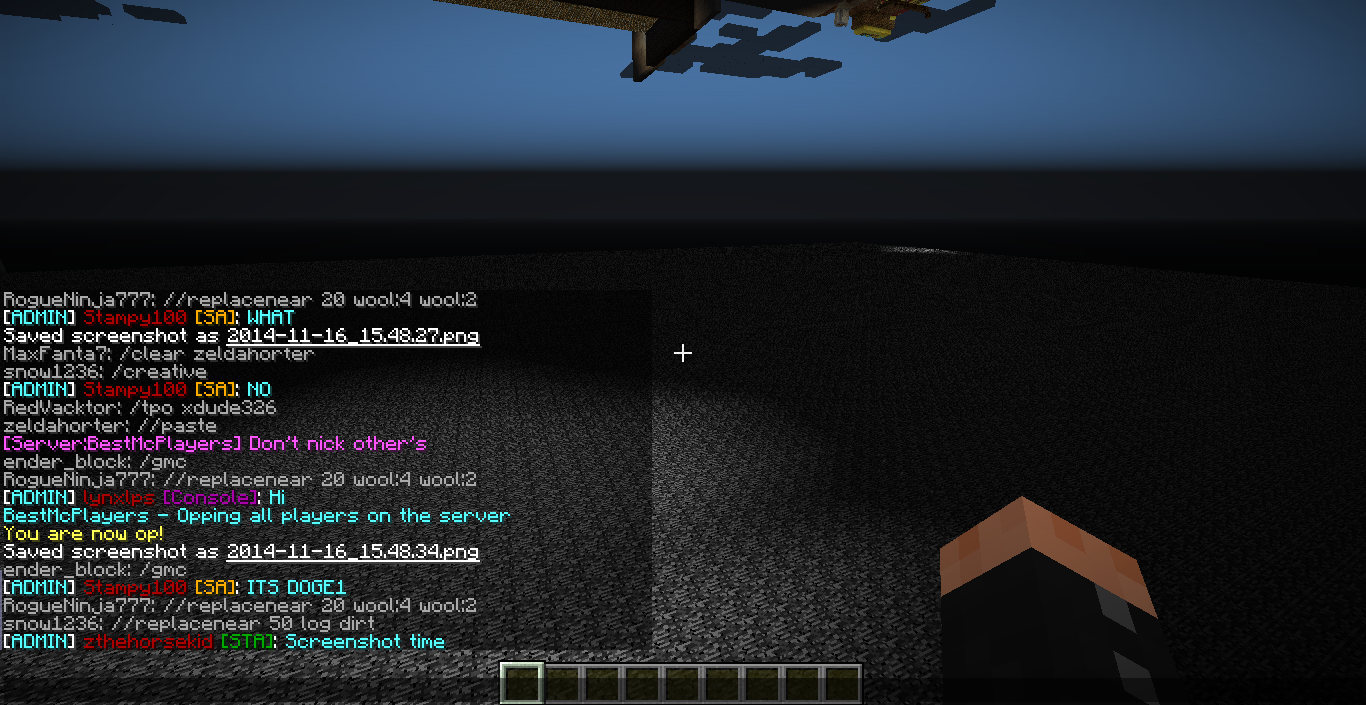 RogueNinja777: //replacenear 20 wool:4 wool:2
[ADMIN] Stampy100 [SA]: WHAT
Saved screenshot as 2014-11-16_15.48.27.png
MaxFanta7: /clear zeldahorter
snow1236: /creative
[ADMIN] Stampy100 [SA]: NO
RedVacktor: /tpo xdude326
zeldahorter: //paste
[Server:BestMcPlayers] Don't nick other's
ender_block: /gmc
RogueNinja777: //replacenear 20 wool:4 wool:2
[ADMIN] lynxlps [Console]: Hi
BestMcPlayers - Opping all players on the server
You are now op!
Saved screenshot as 2014-11-16_15.48.34.png
ender_block: /gmc
[ADMIN] Stampy100 [SA]: ITS DOGE1
RogueNinja777: //replacenear 20 wool:4 wool:2
snow1236: //replacenear 50 log dirt
[ADMIN] zthehorsekid [STA]: Screenshot time